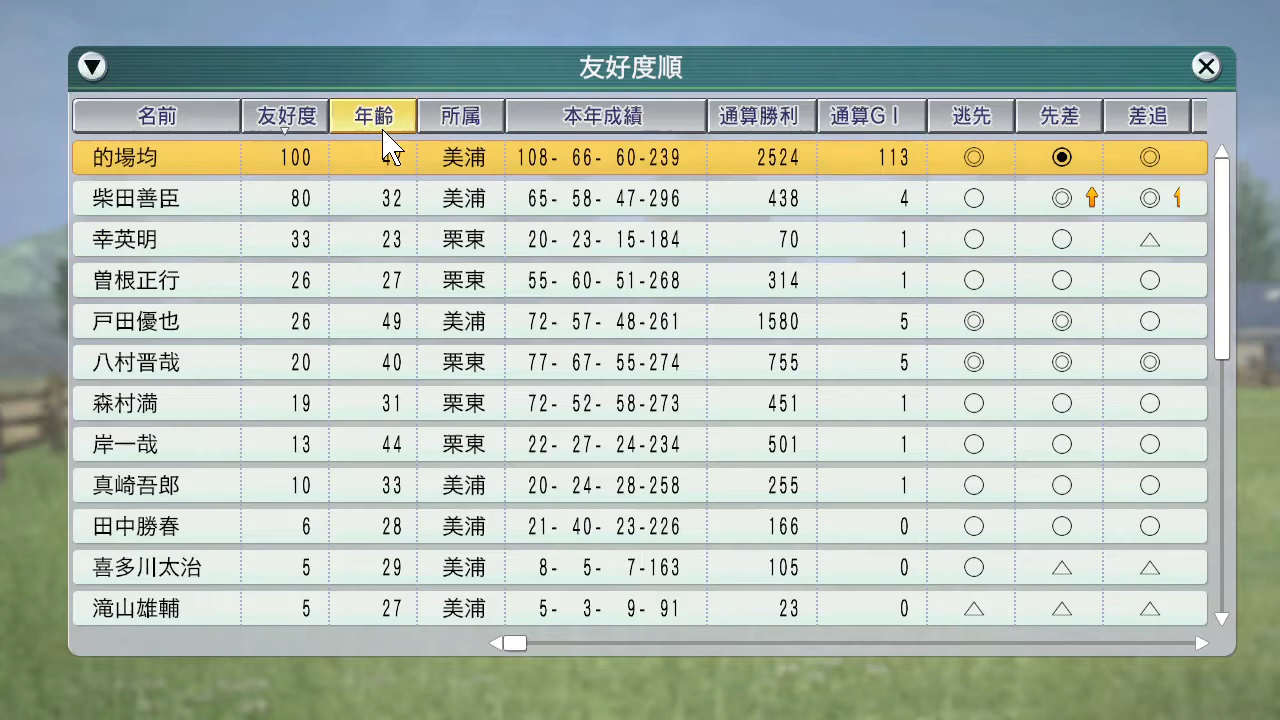 友好度順
名前 友好度 年齢 所属 本年成績 通算勝利 通算GⅠ 逃先 先差 差追
的場均 100 美浦 108- 66- 60-239 2524 113 ◎ ◉ ◎
柴田善臣 80 32 美浦 65- 58- 47-296 438 4 ○ ◎ ◎
幸英明 33 23 栗東 20- 23- 15-184 70 1 ○ ○ △
曽根正行 26 27 栗東 55- 60- 51-268 314 1 ○ ○ ○
戸田優也 26 49 美浦 72- 57- 48-261 1580 5 ◎ ◎ ○
八村晋哉 20 40 栗東 77- 67- 55-274 755 5 ◎ ◎ ◎
森村満 19 31 栗東 72- 52- 58-273 451 1 ○ ○ ○
岸一哉 13 44 栗東 22- 27- 24-234 501 1 ○ ○ ○
真崎吾郎 10 33 美浦 20- 24- 28-258 255 1 ○ ○ ○
田中勝春 6 28 美浦 21- 40- 23-226 166 0 ○ ○ ○
喜多川太治 5 29 美浦 8- 5- 7-163 105 0 ○ △ △
滝山雄輔 5 27 美浦 5- 3- 9- 91 23 0 △ △ △